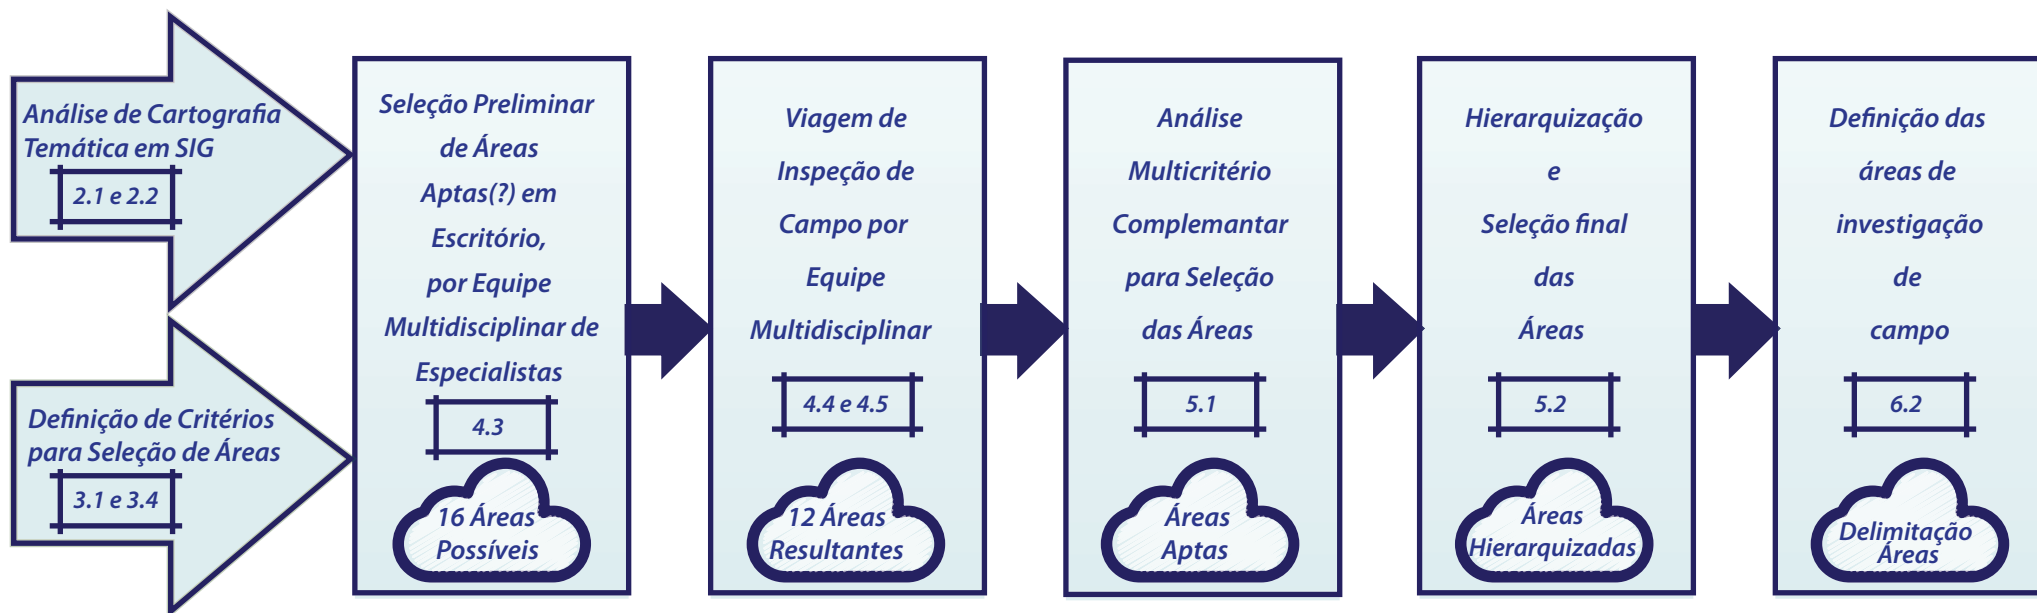 Análise de Cartografia
Temática em SIG
2.1 e 2.2
Definição de Critérios
para Seleção de Áreas
3.1 e 3.4
Seleção Preliminar
de Áreas
Aptas(?) em
Escritório,
por Equipe
Multidisciplinar de
Especialistas
4.3
16 Áreas
Possíveis
Viagem de
Inspeção de
Campo por
Equipe
Multidisciplinar
4.4 e 4.5
12 Áreas
Resultantes
Análise
Multicritério
Complemantar
para Seleção
das Áreas
5.1
Áreas
Aptas
Hierarquização
e
Seleção final
das
Áreas
5.2
Áreas
Hierarquizadas
Definição das
áreas de
investigação
de
campo
6.2
Delimitação
Áreas